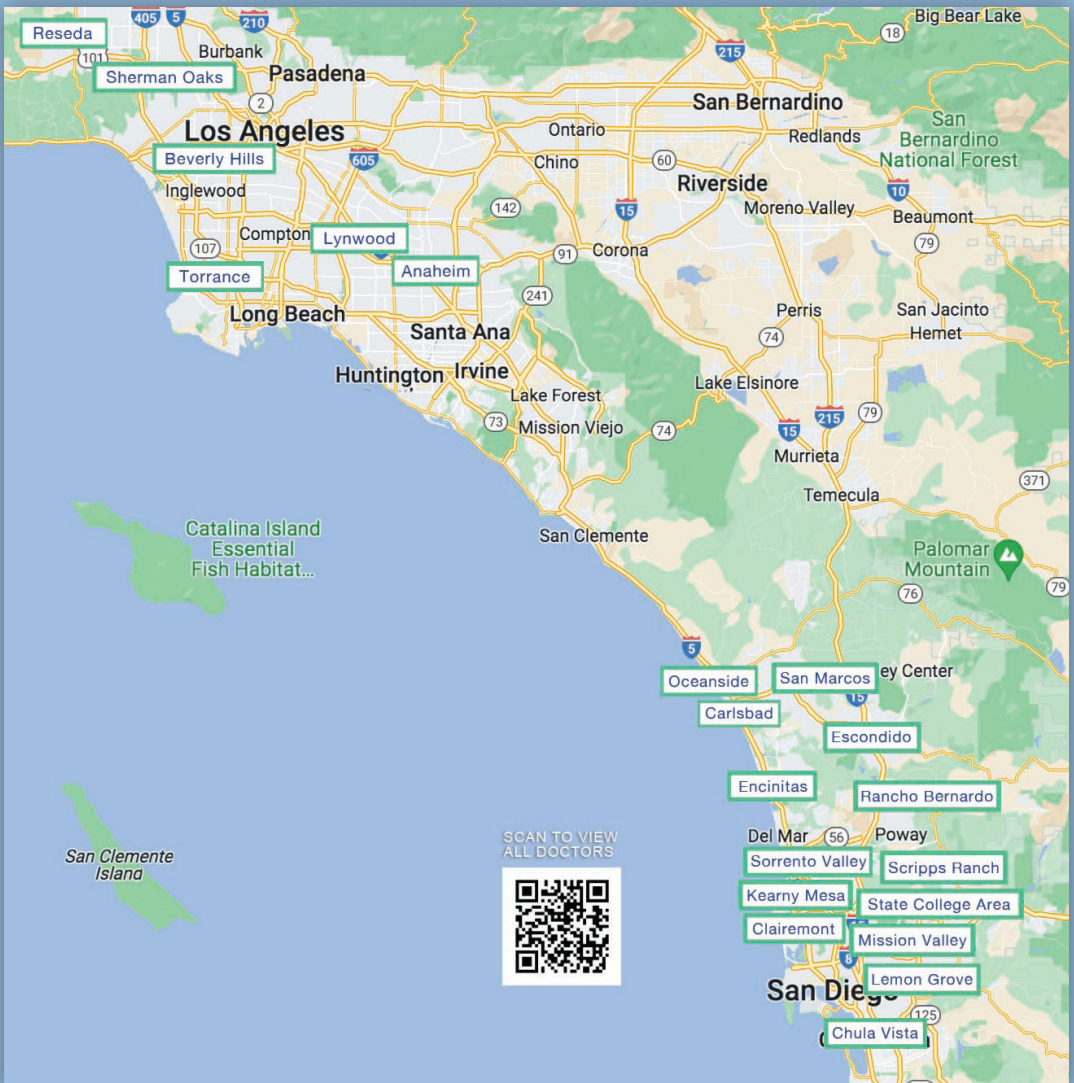 Reseda
405
5
210
Big Bear Lake
18
215
101
Burbank
Sherman Oaks
Pasadena
2
San Bernardino
Los Angeles
Ontario
Redlands
San
Bernardino
National Forest
Beverly Hills
605
Chino
60
Riverside
10
Inglewood
15
142
Moreno Valley
Beaumont
107
Compton
Lynwood
91
Corona
79
Torrance
Anaheim
241
Long Beach
Santa Ana
Perris
San Jacinto
74
Hemet
Huntington
Irvine
Lake Elsinore
Lake Forest
73
Mission Viejo
74
15
215
79
Murrieta
371
Temecula
Catalina Island
Essential
Fish Habitat...
San Clemente
Palomar
Mountain
76
79
5
Oceanside
San Marcos
ey Center
15
Carlsbad
Escondido
Encinitas
Rancho Bernardo
SCAN TO VIEW
ALL DOCTORS
Del Mar
56
Poway
San Clemente
Island
Sorrento Valley
Scripps Ranch
Kearny Mesa
State College Area
Clairemont
Mission Valley
8
Lemon Grove
San Diego
125
Chula Vista